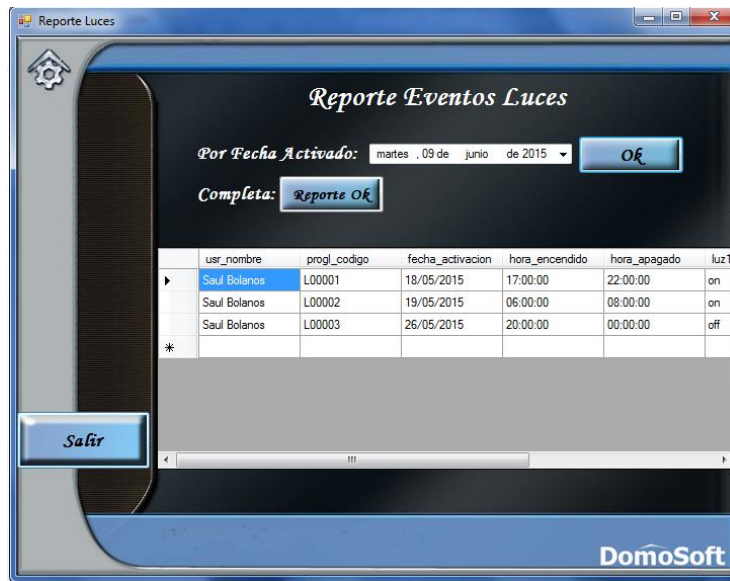 Reporte Luces
Reporte Eventos Luces
Por Fecha Activado: martes , 09 de junio de 2015 Ok
Completa: Reporte Ok
usr_nombre progl_codigo fecha_activacion hora_encendido hora_apagado luz1
Saul Bolanos L00001 18/05/2015 17:00:00 22:00:00 on
Saul Bolanos L00002 19/05/2015 06:00:00 08:00:00 on
Saul Bolanos L00003 26/05/2015 20:00:00 00:00:00 off
Salir
DomoSoft